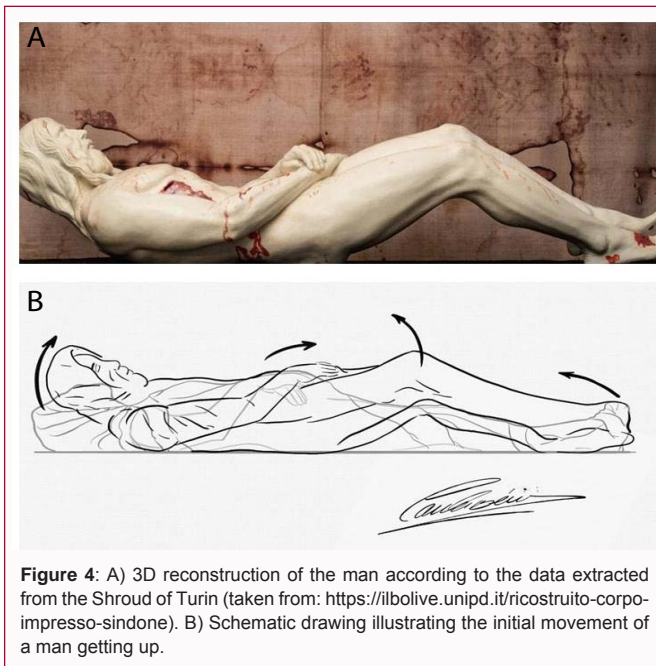 A
B
Figure 4: A) 3D reconstruction of the man according to the data extracted
from the Shroud of Turin (taken from: https://ilbolive.unipd.it/ricostruito-corpo-
impresso-sindone). B) Schematic drawing illustrating the initial movement of
a man getting up.